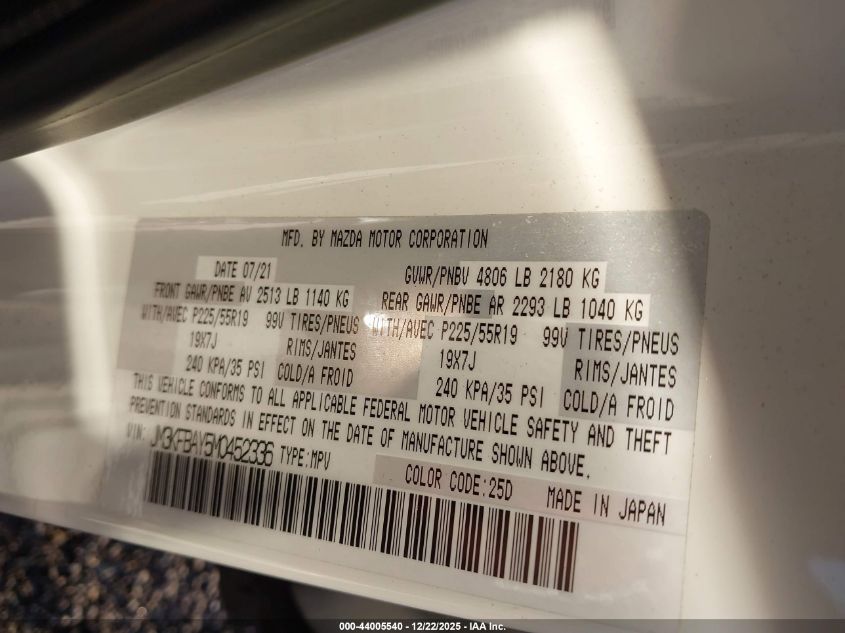 MFD. BY MAZDA MOTOR CORPORATION
DATE 07/21 GVWR/PNBV 4806 LB 2180 KG
FRONT GAWR/PNBE AV 2513 LB 1140 KG REAR GAWR/PNBE AR 2293 LB 1040 KG
WITH/AVEC P225/55R19 99V TIRES/PNEUS WITH/AVEC P225/55R19 99V TIRES/PNEUS
19X7J RIMS/JANTES 19X7J RIMS/JANTES
240 KPA/35 PSI COLD/A FROID 240 KPA/35 PSI COLD/A FROID
THIS VEHICLE CONFORMS TO ALL APPLICABLE FEDERAL MOTOR VEHICLE SAFETY AND THEFT
PREVENTION STANDARDS IN EFFECT ON THE DATE OF MANUFACTURE SHOWN ABOVE.
VIN: JM3KFBAY5M0452336 TYPE:MPV
COLOR CODE:25D MADE IN JAPAN
000-44005540 - 12/22/2025 - IAA Inc.